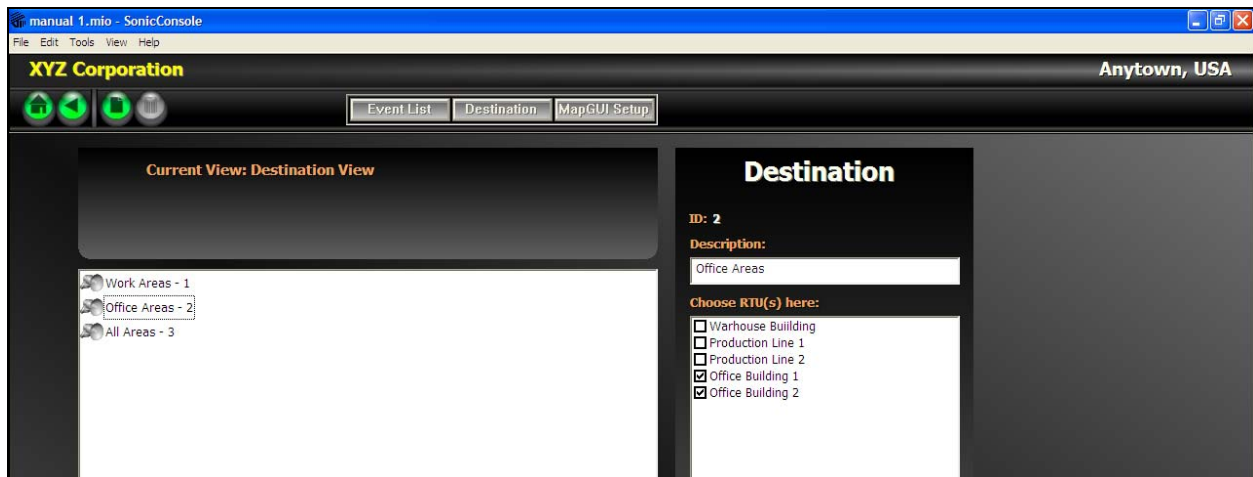 manual 1.mio - SonicConsole
File Edit Tools View Help
XYZ Corporation Anytown, USA
Event List Destination MapGUI Setup
Current View: Destination View
Work Areas - 1
Office Areas - 2
All Areas - 3
Destination
ID: 2
Description:
Office Areas
Choose RTU(s) here:
Warhouse Buiilding
Production Line 1
Production Line 2
Office Building 1
Office Building 2